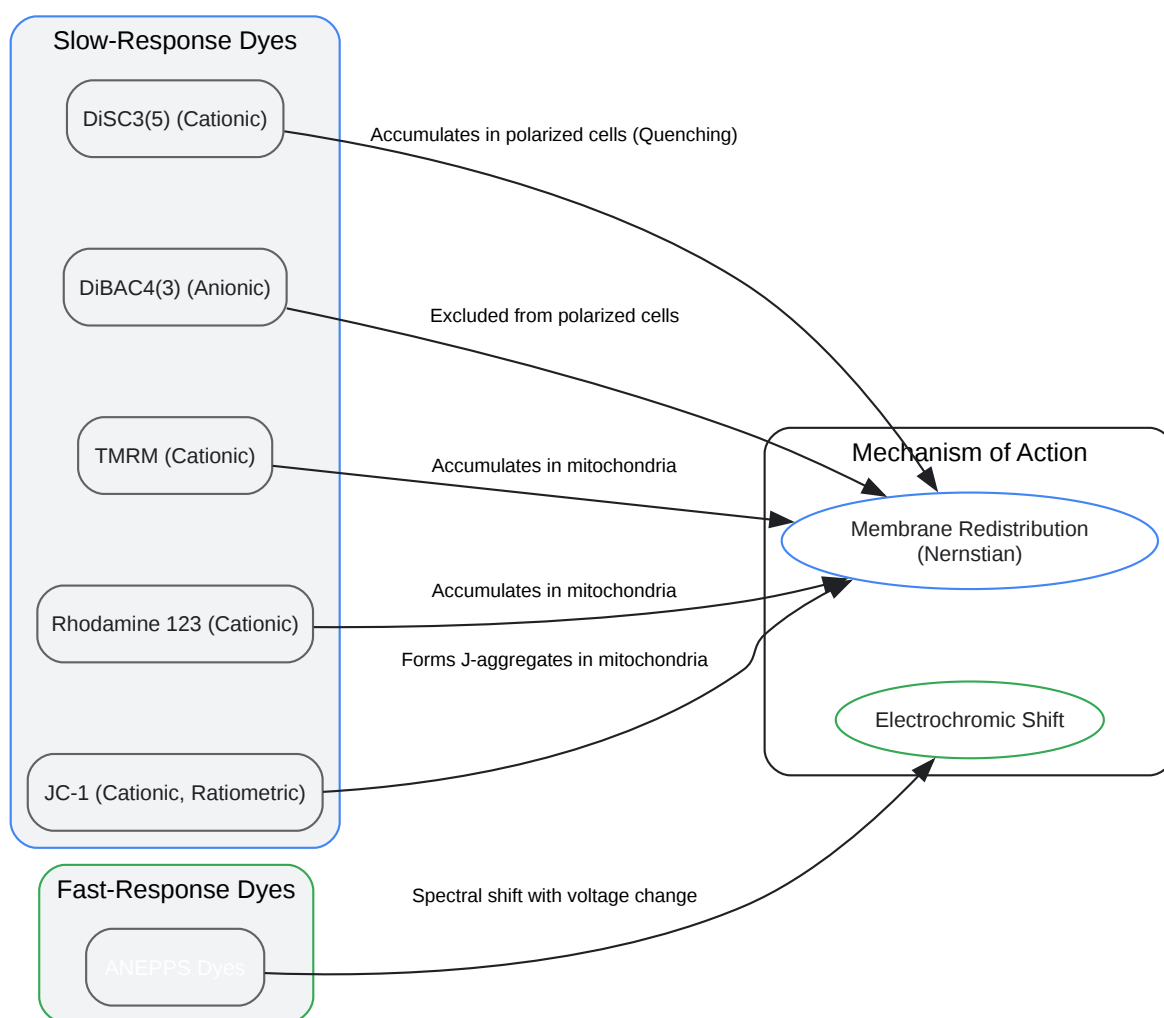 Slow-Response Dyes
DiSC3(5) (Cationic)
Accumulates in polarized cells (Quenching)
DiBAC4(3) (Anionic)
Excluded from polarized cells
TMRM (Cationic)
Accumulates in mitochondria
Rhodamine 123 (Cationic)
Accumulates in mitochondria
Forms J-aggregates in mitochondria
JC-1 (Cationic, Ratiometric)
Mechanism of Action
Membrane Redistribution
(Nernstian)
Electrochromic Shift
Fast-Response Dyes
ANEPPS Dyes
Spectral shift with voltage change